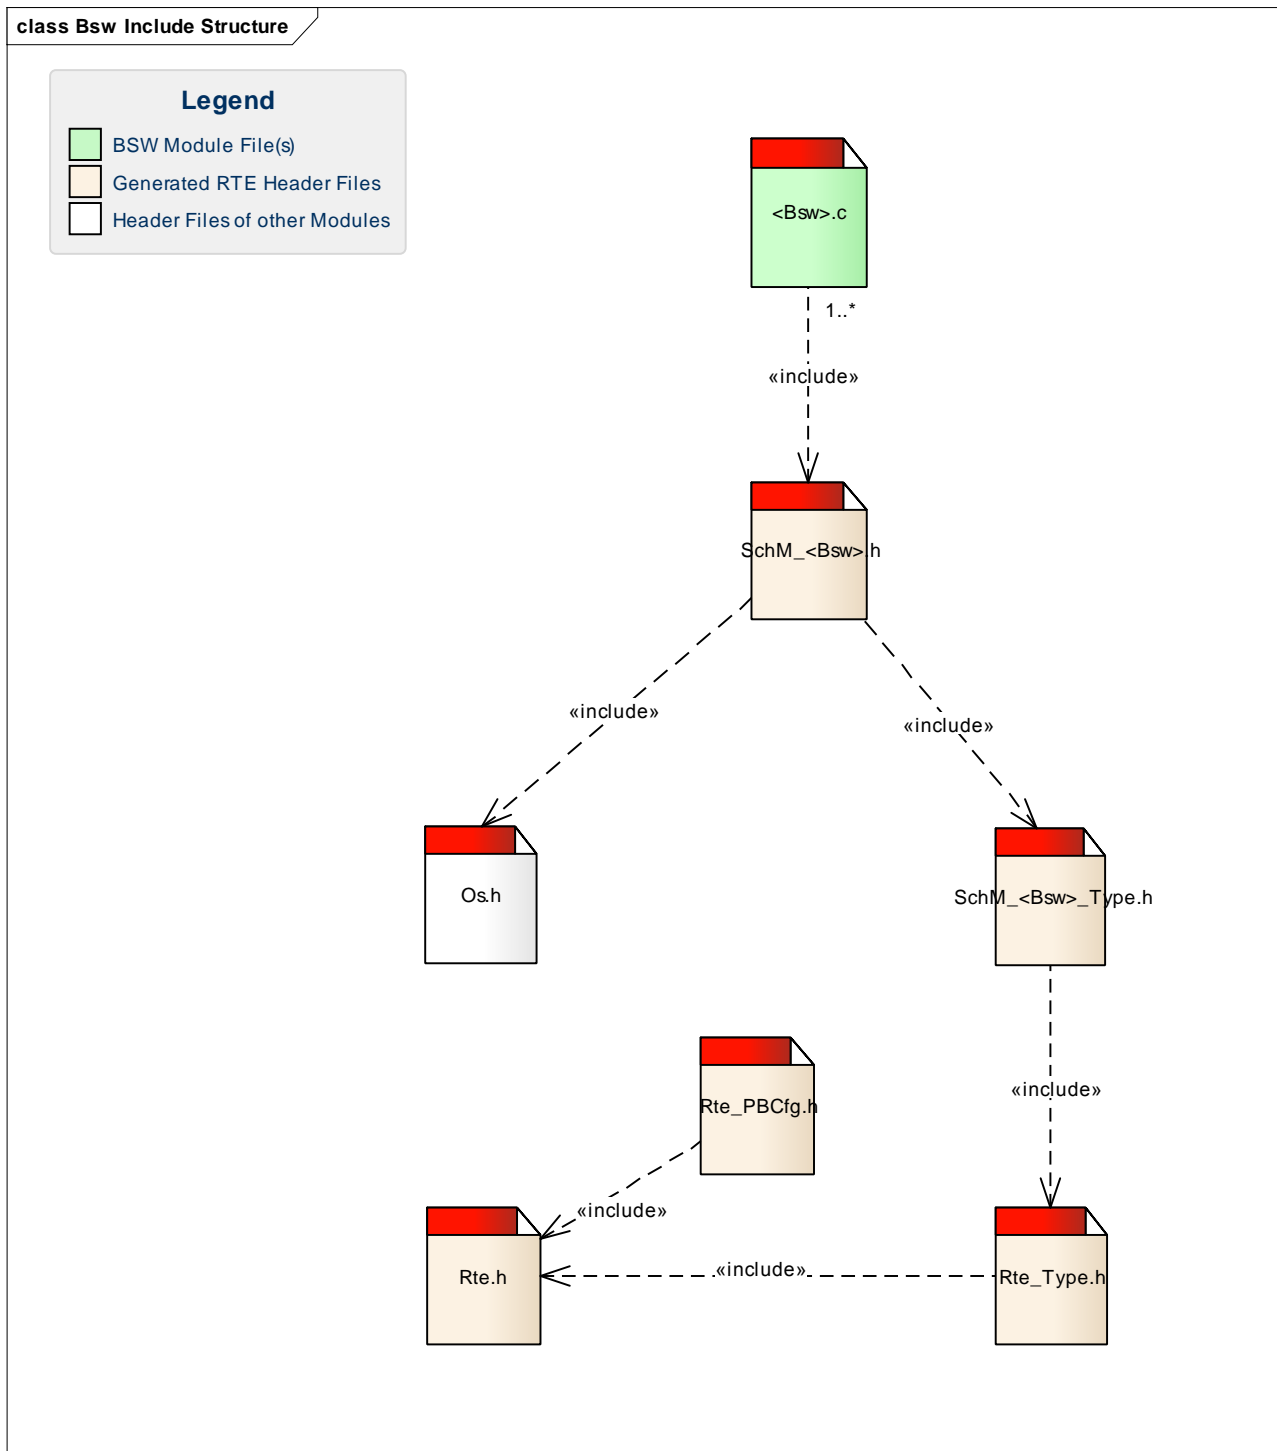 class Bsw Include Structure
Legend
BSW Module File(s)
Generated RTE Header Files
Header Files of other Modules
<Bsw>.c
1..*
«include»
SchM_<Bsw>.h
«include»
«include»
Os.h
SchM_<Bsw>_Type.h
«include»
Rte_PBCfg.h
«include»
«include»
Rte.h
Rte_Type.h